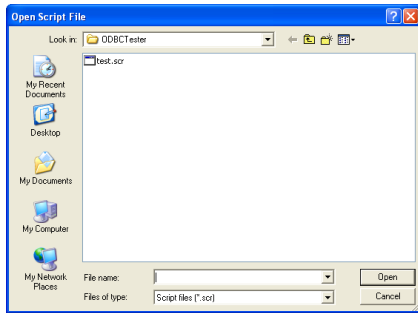 Open Script File
Look in: ODBCTester
test.scr
My Recent
Documents
Desktop
My Documents
My Computer
My Network
Places
File name:
Open
Files of type: Script files (*.scr)
Cancel